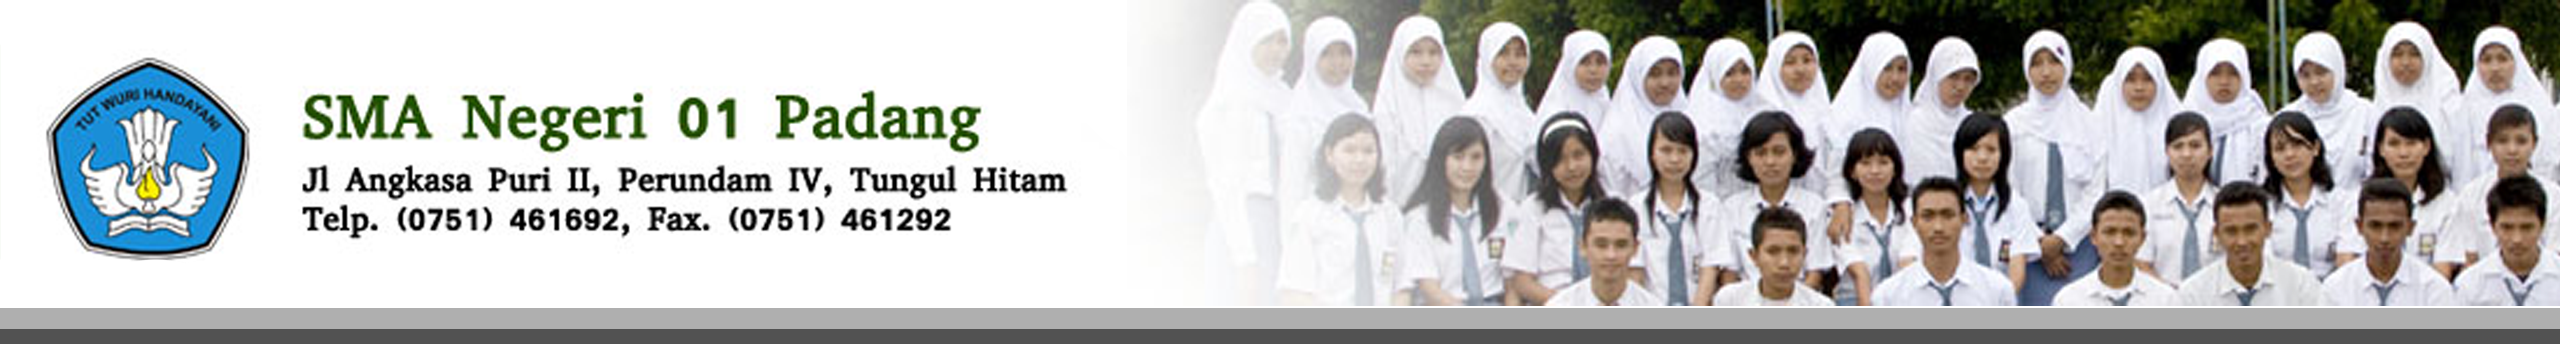 TUT WURI HANDAYANI
SMA Negeri 01 Padang
Jl Angkasa Puri II, Perundam IV, Tungul Hitam
Telp. (0751) 461692, Fax. (0751) 461292